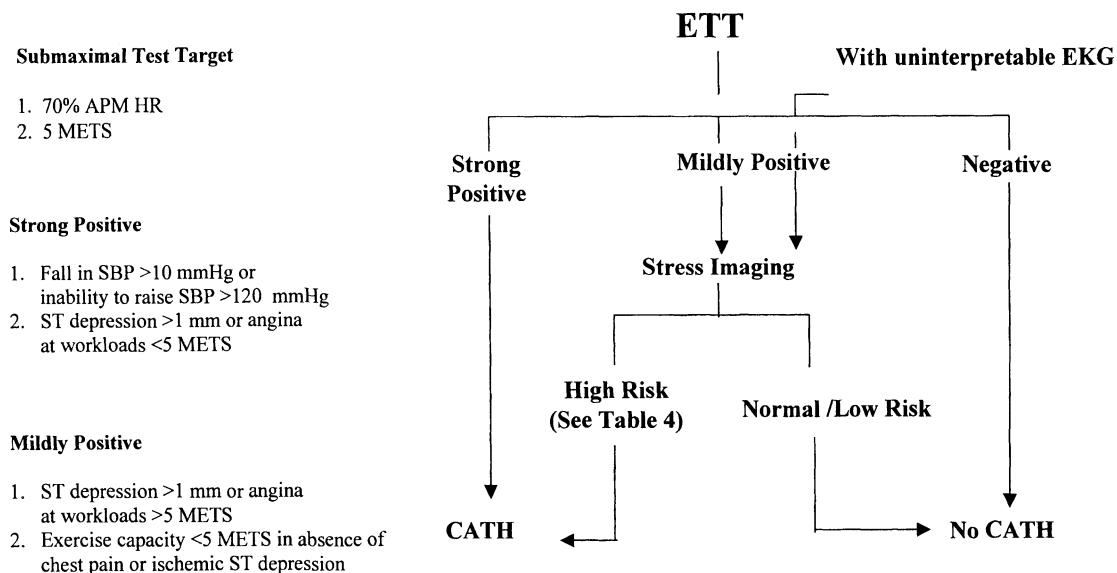 ETT
Submaximal Test Target
With uninterpretable EKG
1. 70% APM HR
2. 5 METS
Strong
Positive
Mildly Positive
Negative
Strong Positive
1. Fall in SBP >10 mmHg or
inability to raise SBP >120 mmHg
2. ST depression >1 mm or angina
at workloads <5 METS
Stress Imaging
High Risk
(See Table 4)
Normal /Low Risk
Mildly Positive
1. ST depression >1 mm or angina
at workloads >5 METS
2. Exercise capacity <5 METS in absence of
chest pain or ischemic ST depression
CATH
No CATH